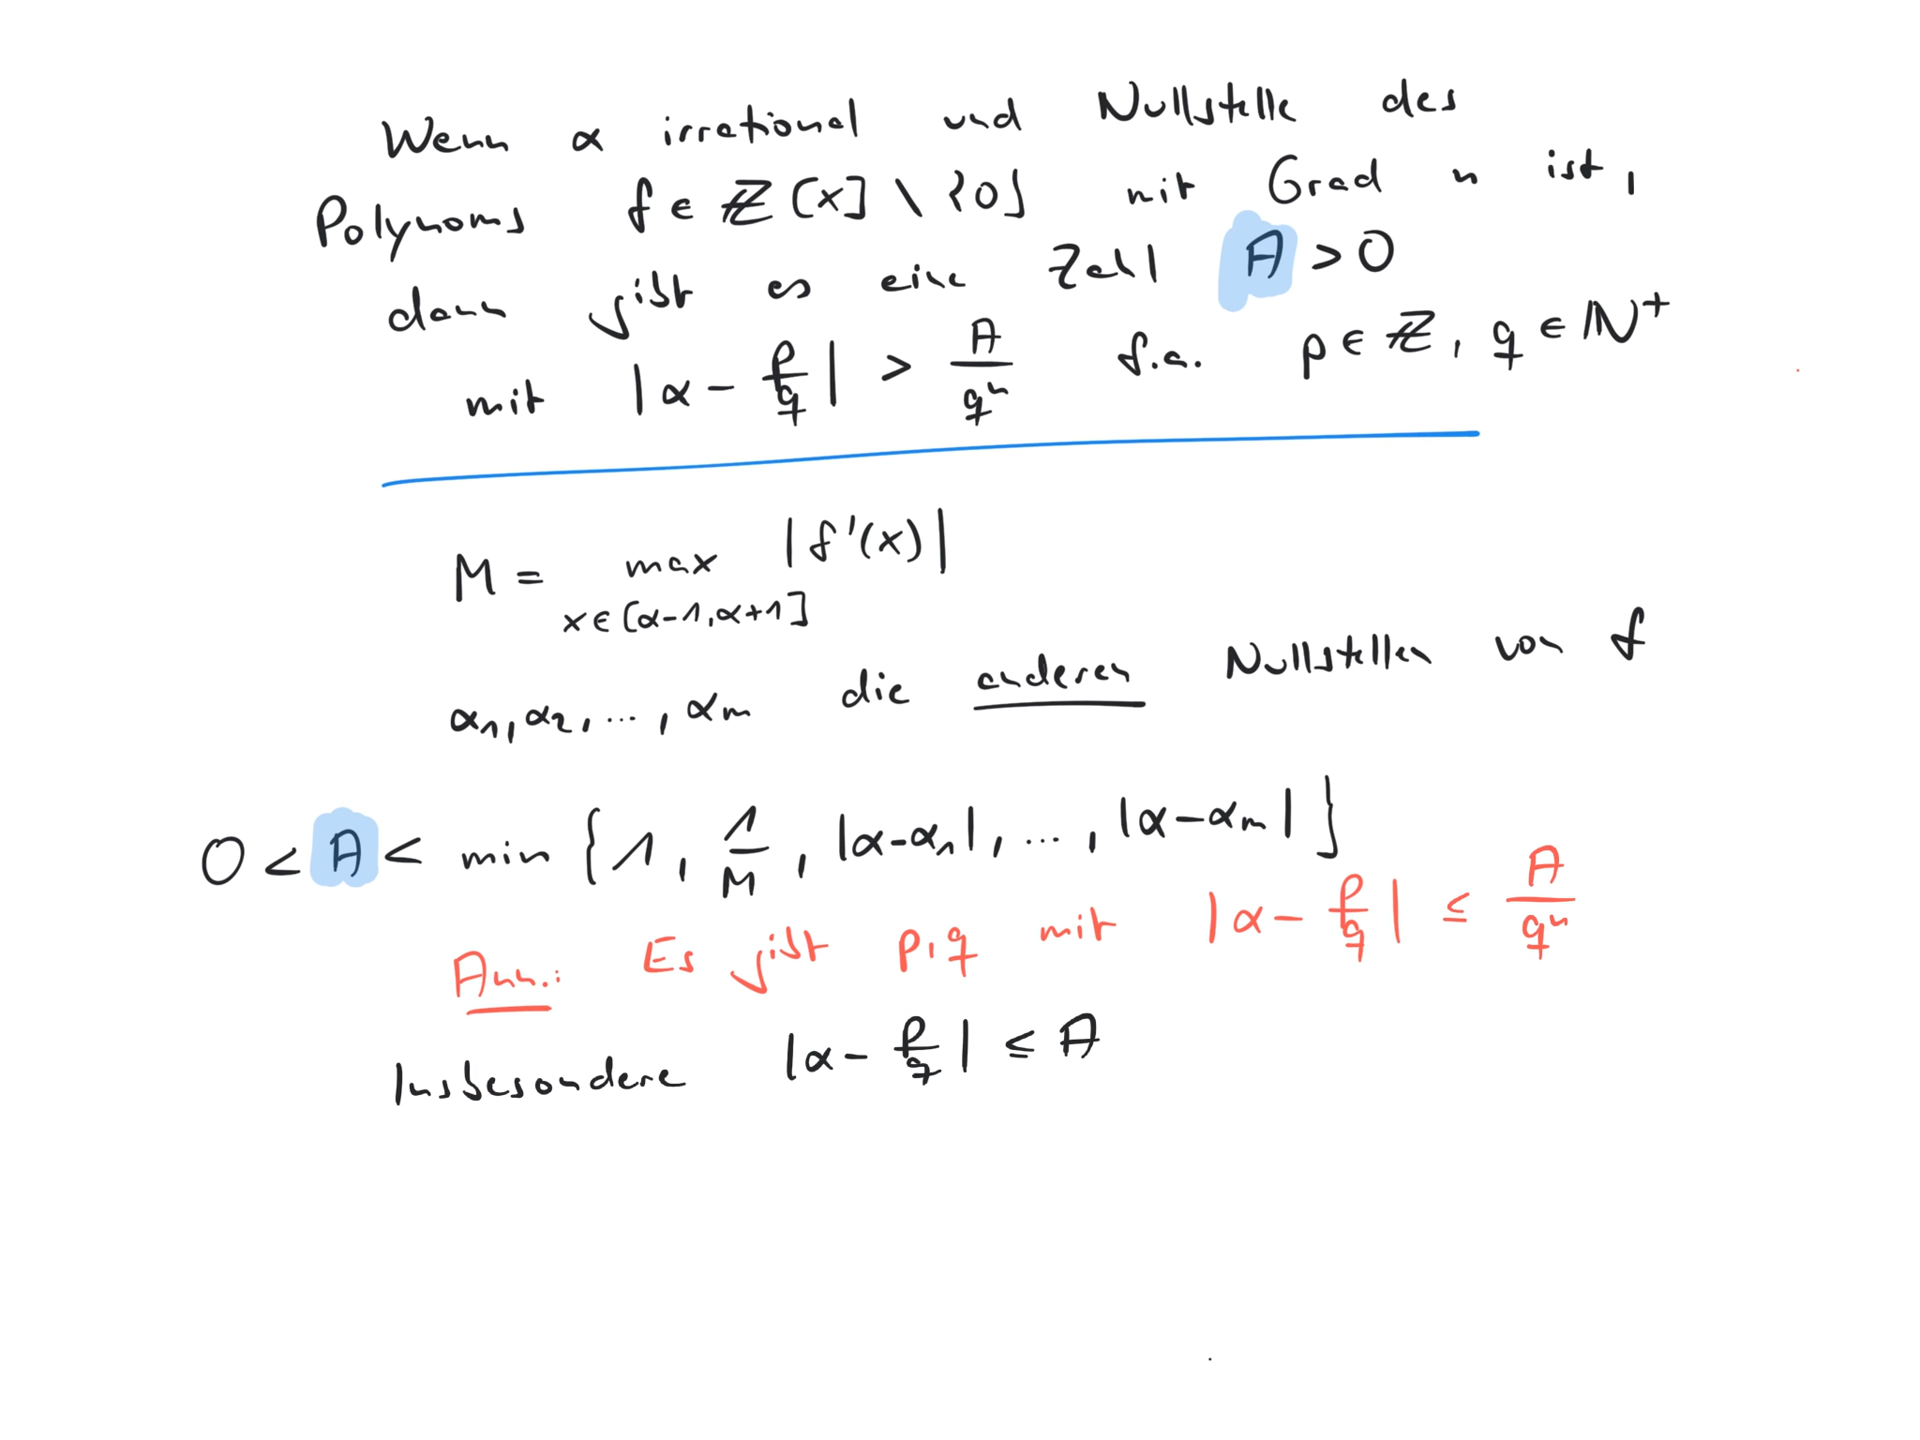 Wenn α irrational und Nullstelle des
Polynoms f ∈ ℤ[x] \ {0} mit Grad n ist,
dann gibt es eine Zahl A > 0
mit |α - p/q| > A/qⁿ f.a. p ∈ ℤ, q ∈ ℕ⁺
M = max |f'(x)|
x ∈ [α-1, α+1]
α₁, α₂, ..., αₘ die anderen Nullstellen von f
0 < A < min {1, 1/M, |α-α₁|, ..., |α-αₘ|}
Ann.: Es gibt p, q mit |α - p/q| ≤ A/qⁿ
Insbesondere |α - p/q| ≤ A